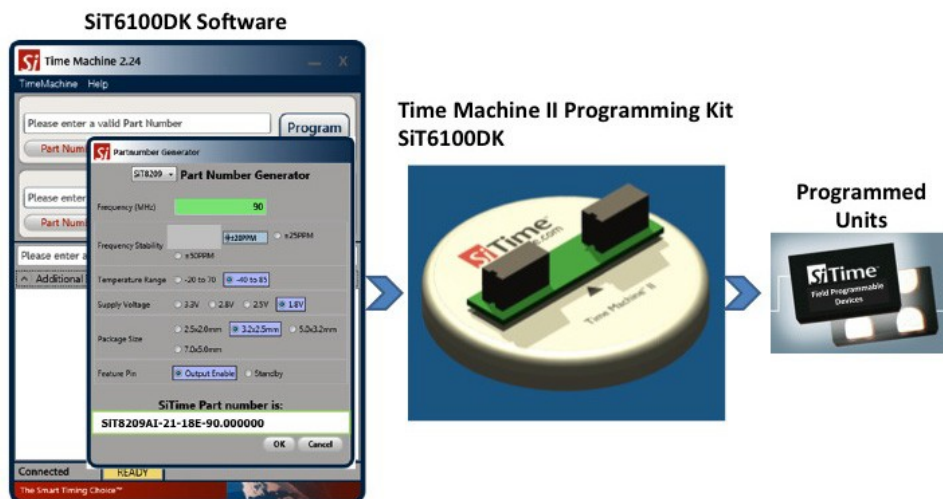 SiT6100DK Software
Si Time Machine 2.24
TimeMachine Help
Please enter a valid Part Number
Program
Part Num
Please enter
Part Num
Please enter a
Additional
Si Partnumber Generator
SiT8209 Part Number Generator
Frequency (MHz) 90
Frequency Stability ±20PPM ±25PPM
±50PPM
Temperature Range -20 to 70 -40 to 85
Supply Voltage 3.3V 2.8V 2.5V 1.8V
Package Size 2.5x2.0mm 3.2x2.5mm 5.0x3.2mm
7.0x5.0mm
Feature Pin Output Enable Standby
SiTime Part number is:
SiT8209AI-21-18E-90.000000
OK Cancel
Connected READY
The Smart Timing Choice™
Time Machine II Programming Kit
SiT6100DK
SiTime
.com
Time Machine II
Programmed
Units
SiTime
Field Programmable
Devices